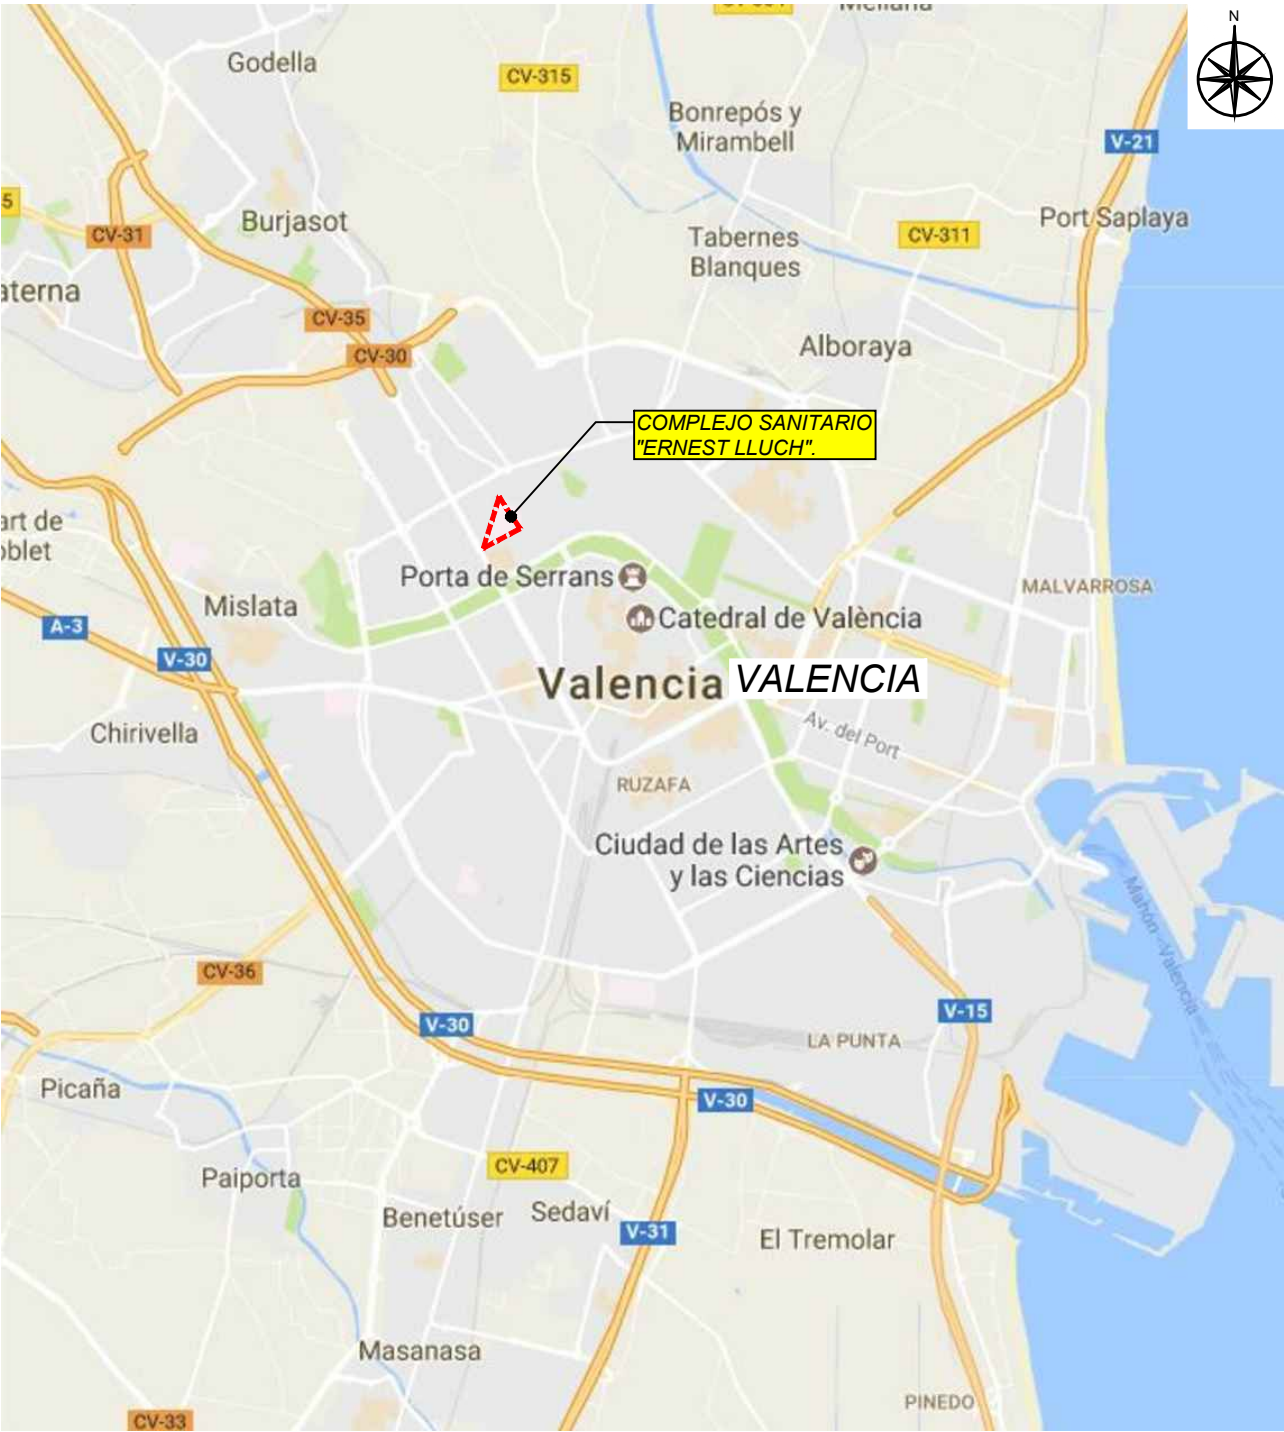 N
Godella
CV-315
Bonrepós y
Mirambell
V-21
5
Burjasot
CV-31
Port Saplaya
Tabernes
Blanques
CV-311
aterna
CV-35
CV-30
Alboraya
COMPLEJO SANITARIO
"ERNEST LLUCH".
art de
oblet
Porta de Serrans
MALVARROSA
Mislata
Catedral de València
A-3
V-30
Valencia
VALENCIA
Chirivella
Av. del Port
RUZAFA
Ciudad de las Artes
y las Ciencias
Mahón - Valencia
CV-36
V-30
V-15
LA PUNTA
Picaña
V-30
CV-407
Paiporta
Benetúser
Sedaví
V-31
El Tremolar
Masanasa
PINEDO
CV-33